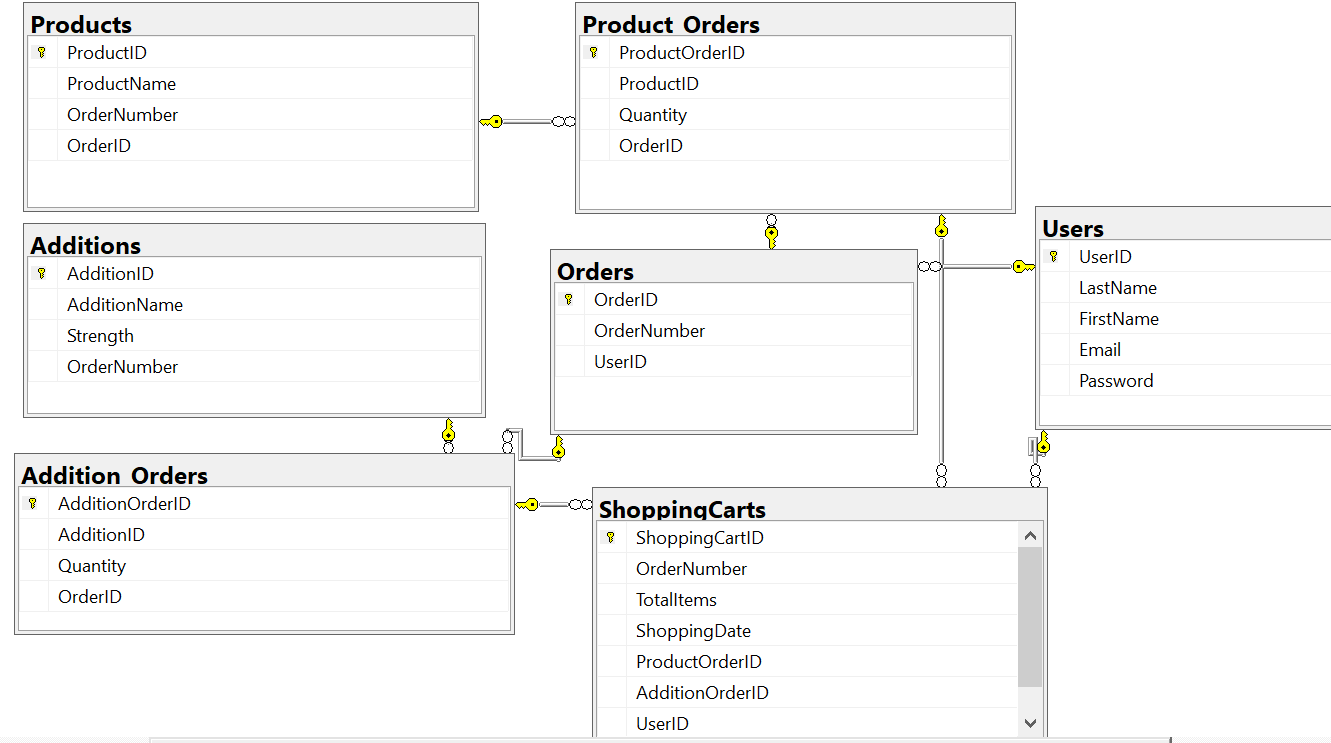 Products
ProductID
ProductName
OrderNumber
OrderID
Product_Orders
ProductOrderID
ProductID
Quantity
OrderID
Additions
AdditionID
AdditionName
Strength
OrderNumber
Orders
OrderID
OrderNumber
UserID
Users
UserID
LastName
FirstName
Email
Password
Addition_Orders
AdditionOrderID
AdditionID
Quantity
OrderID
ShoppingCarts
ShoppingCartID
OrderNumber
TotalItems
ShoppingDate
ProductOrderID
AdditionOrderID
UserID